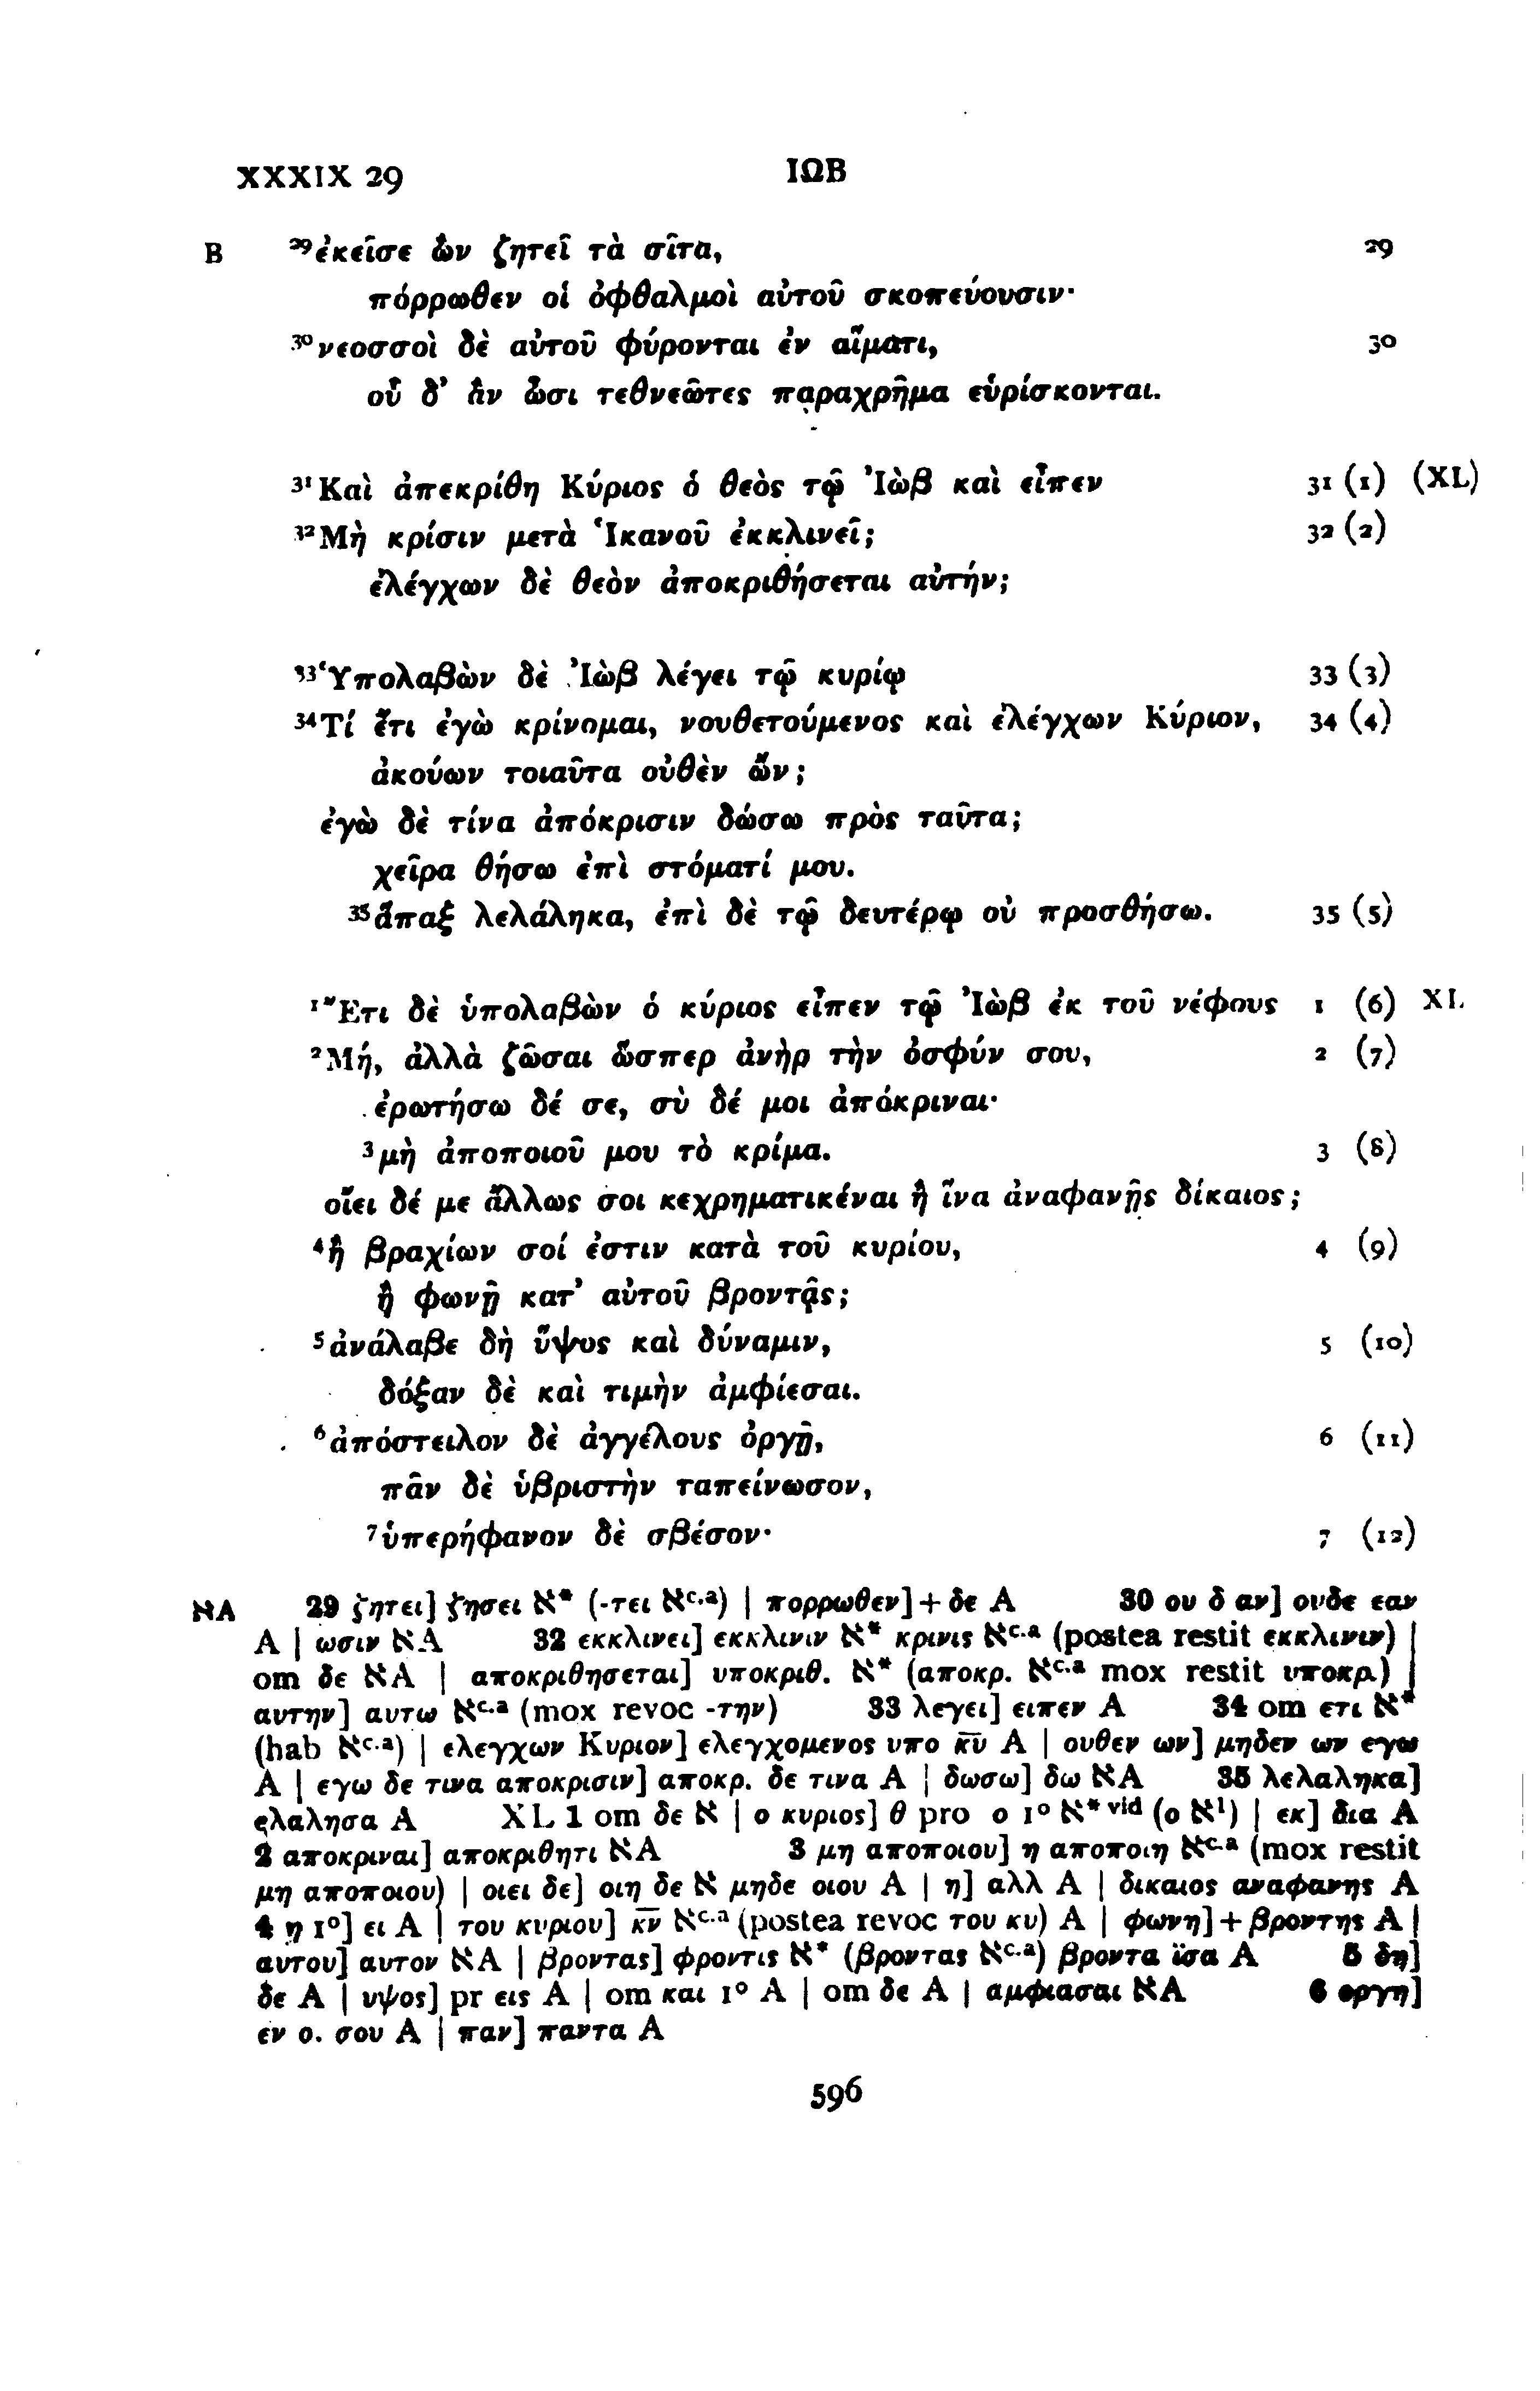 XXXIX 29 ΙΩΒ
B ²⁹ἐκεῖσε ὢν ζητεῖ τὰ σῖτα, 29
πόρρωθεν οἱ ὀφθαλμοὶ αὐτοῦ σκοπεύουσιν·
³⁰νεοσσοὶ δὲ αὐτοῦ φύρονται ἐν αἵματι, 30
οὗ δ’ ἂν ὦσι τεθνεῶτες παραχρῆμα εὑρίσκονται.
³¹Καὶ ἀπεκρίθη Κύριος ὁ θεὸς τῷ Ἰὼβ καὶ εἶπεν 31 (1) (XL)
³²Μὴ κρίσιν μετὰ Ἱκανοῦ ἐκκλινεῖ; 32 (2)
ἐλέγχων δὲ θεὸν ἀποκριθήσεται αὐτήν;
³³Ὑπολαβὼν δὲ Ἰὼβ λέγει τῷ κυρίῳ 33 (3)
³⁴Τί ἔτι ἐγὼ κρίνομαι, νουθετούμενος καὶ ἐλέγχων Κύριον, 34 (4)
ἀκούων τοιαῦτα οὐθὲν ὤν;
ἐγὼ δὲ τίνα ἀπόκρισιν δώσω πρὸς ταῦτα;
χεῖρα θήσω ἐπὶ στόματί μου.
³⁵ἅπαξ λελάληκα, ἐπὶ δὲ τῷ δευτέρῳ οὐ προσθήσω. 35 (5)
¹Ἔτι δὲ ὑπολαβὼν ὁ κύριος εἶπεν τῷ Ἰὼβ ἐκ τοῦ νέφους 1 (6) XL
²Μή, ἀλλὰ ζῶσαι ὥσπερ ἀνὴρ τὴν ὀσφύν σου, 2 (7)
ἐρωτήσω δέ σε, σὺ δέ μοι ἀπόκριναι·
³μὴ ἀποποιοῦ μου τὸ κρίμα. 3 (8)
οἴει δέ με ἄλλως σοι κεχρηματικέναι ἢ ἵνα ἀναφανῇς δίκαιος;
⁴ἢ βραχίων σοί ἐστιν κατὰ τοῦ κυρίου, 4 (9)
ἢ φωνῇ κατ’ αὐτοῦ βροντᾷς;
⁵ἀνάλαβε δὴ ὕψος καὶ δύναμιν, 5 (10)
δόξαν δὲ καὶ τιμὴν ἀμφίεσαι.
⁶ἀπόστειλον δὲ ἀγγέλους ὀργῇ, 6 (11)
πᾶν δὲ ὑβριστὴν ταπείνωσον,
⁷ὑπερήφανον δὲ σβέσον· 7 (12)
אA 29 ζητει] ζησει א* (-τει אᶜ·ᵃ) | πορρωθεν]+δε A 30 ου δ αν] ουδε εαν
A | ωσιν אA 32 εκκλινει] εκκλινιν א* κρινις אᶜ·ᵃ (postea restit εκκλινιν) |
om δε אA | αποκριθησεται] υποκριθ. א* (αποκρ. אᶜ·ᵃ mox restit υποκρ.) |
αυτην] αυτω אᶜ·ᵃ (mox revoc -την) 33 λεγει] ειπεν A 34 om ετι א*
(hab אᶜ·ᵃ) | ελεγχων Κυριον] ελεγχομενος υπο κ̅υ̅ A | ουθεν ων] μηδεν ων εγω
A | εγω δε τινα αποκρισιν] αποκρ. δε τινα A | δωσω] δω אA 35 λελαληκα]
ελαλησα A XL 1 om δε א | ο κυριος] θ pro ο 1° א* ᵛⁱᵈ (ο א¹) | εκ] δια A
2 αποκριναι] αποκριθητι אA 3 μη αποποιου] η αποποιη אᶜ·ᵃ (mox restit
μη αποποιου) | οιει δε] οιη δε א μηδε οιου A | η] αλλ A | δικαιος αναφανης A
4 η 1°] ει A | του κυριου] κ̅ν̅ אᶜ·ᵃ (postea revoc του κυ) A | φωνη]+βροντης A |
αυτου] αυτον אA | βροντας] φροντις א* (βροντας אᶜ·ᵃ) βροντα ϊσα A 5 δη]
δε A | υψος] pr εις A | om και 1° A | om δε A | αμφιασαι אA 6 οργη]
εν ο. σου A | παν] παντα A
596